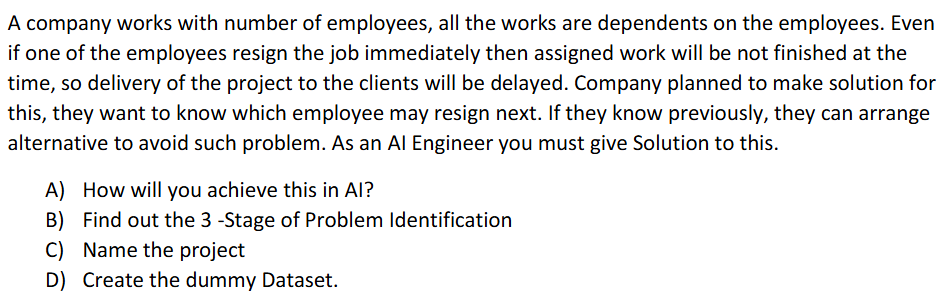 A company works with number of employees, all the works are dependents on the employees. Even
if one of the employees resign the job immediately then assigned work will be not finished at the
time, so delivery of the project to the clients will be delayed. Company planned to make solution for
this, they want to know which employee may resign next. If they know previously, they can arrange
alternative to avoid such problem. As an AI Engineer you must give Solution to this.
A) How will you achieve this in AI?
B) Find out the 3 -Stage of Problem Identification
C) Name the project
D) Create the dummy Dataset.